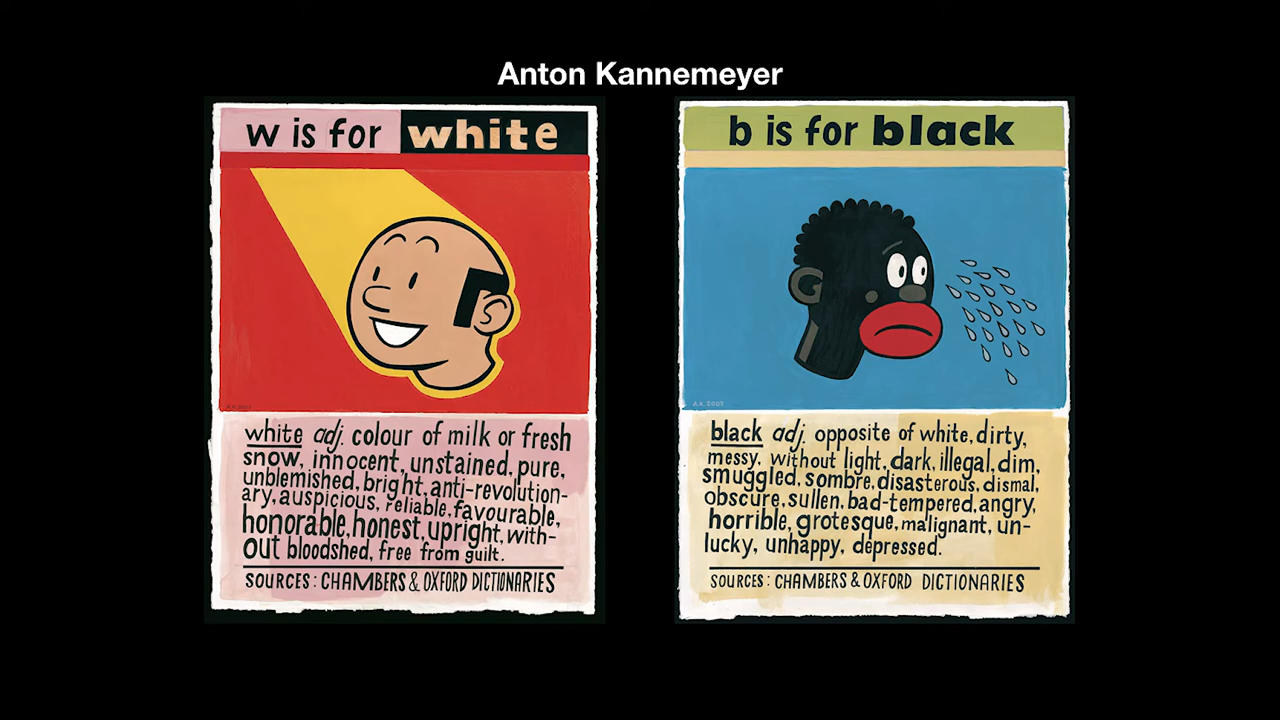 Anton Kannemeyer
w is for white
white adj. colour of milk or fresh
snow, innocent, unstained, pure,
unblemished, bright, anti-revolution-
ary, auspicious, reliable, favourable,
honorable, honest, upright, with-
out bloodshed, free from guilt.
SOURCES: CHAMBERS & OXFORD DICTIONARIES
b is for black
A.K. 2007
black adj. opposite of white, dirty,
messy, without light, dark, illegal, dim,
smuggled, sombre, disasterous, dismal,
obscure, sullen, bad-tempered, angry,
horrible, grotesque, malignant, un-
lucky, unhappy, depressed.
SOURCES: CHAMBERS & OXFORD DICTIONARIES